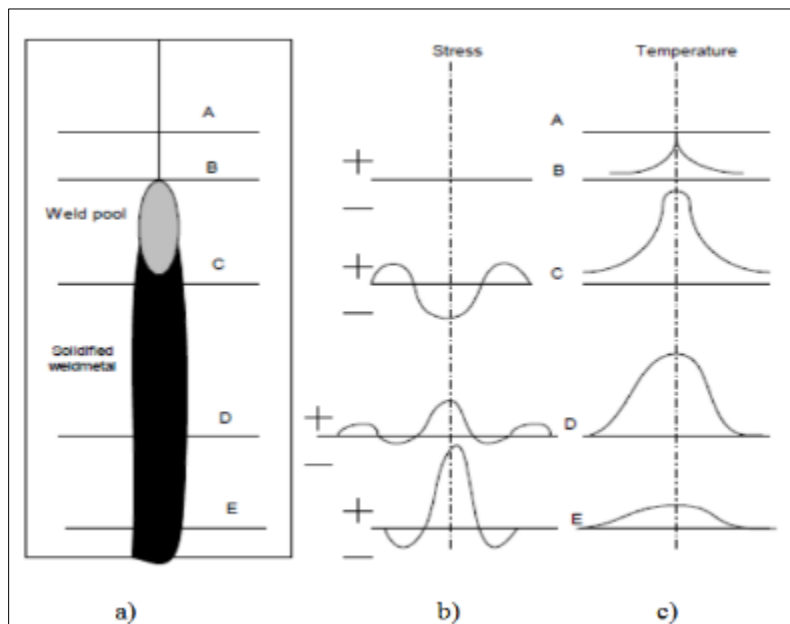 Stress Temperature
A A
+ B B
Weld pool —
+ C C
—
Solidified
weldmetal
+ D D
—
+ E E
—
a) b) c)